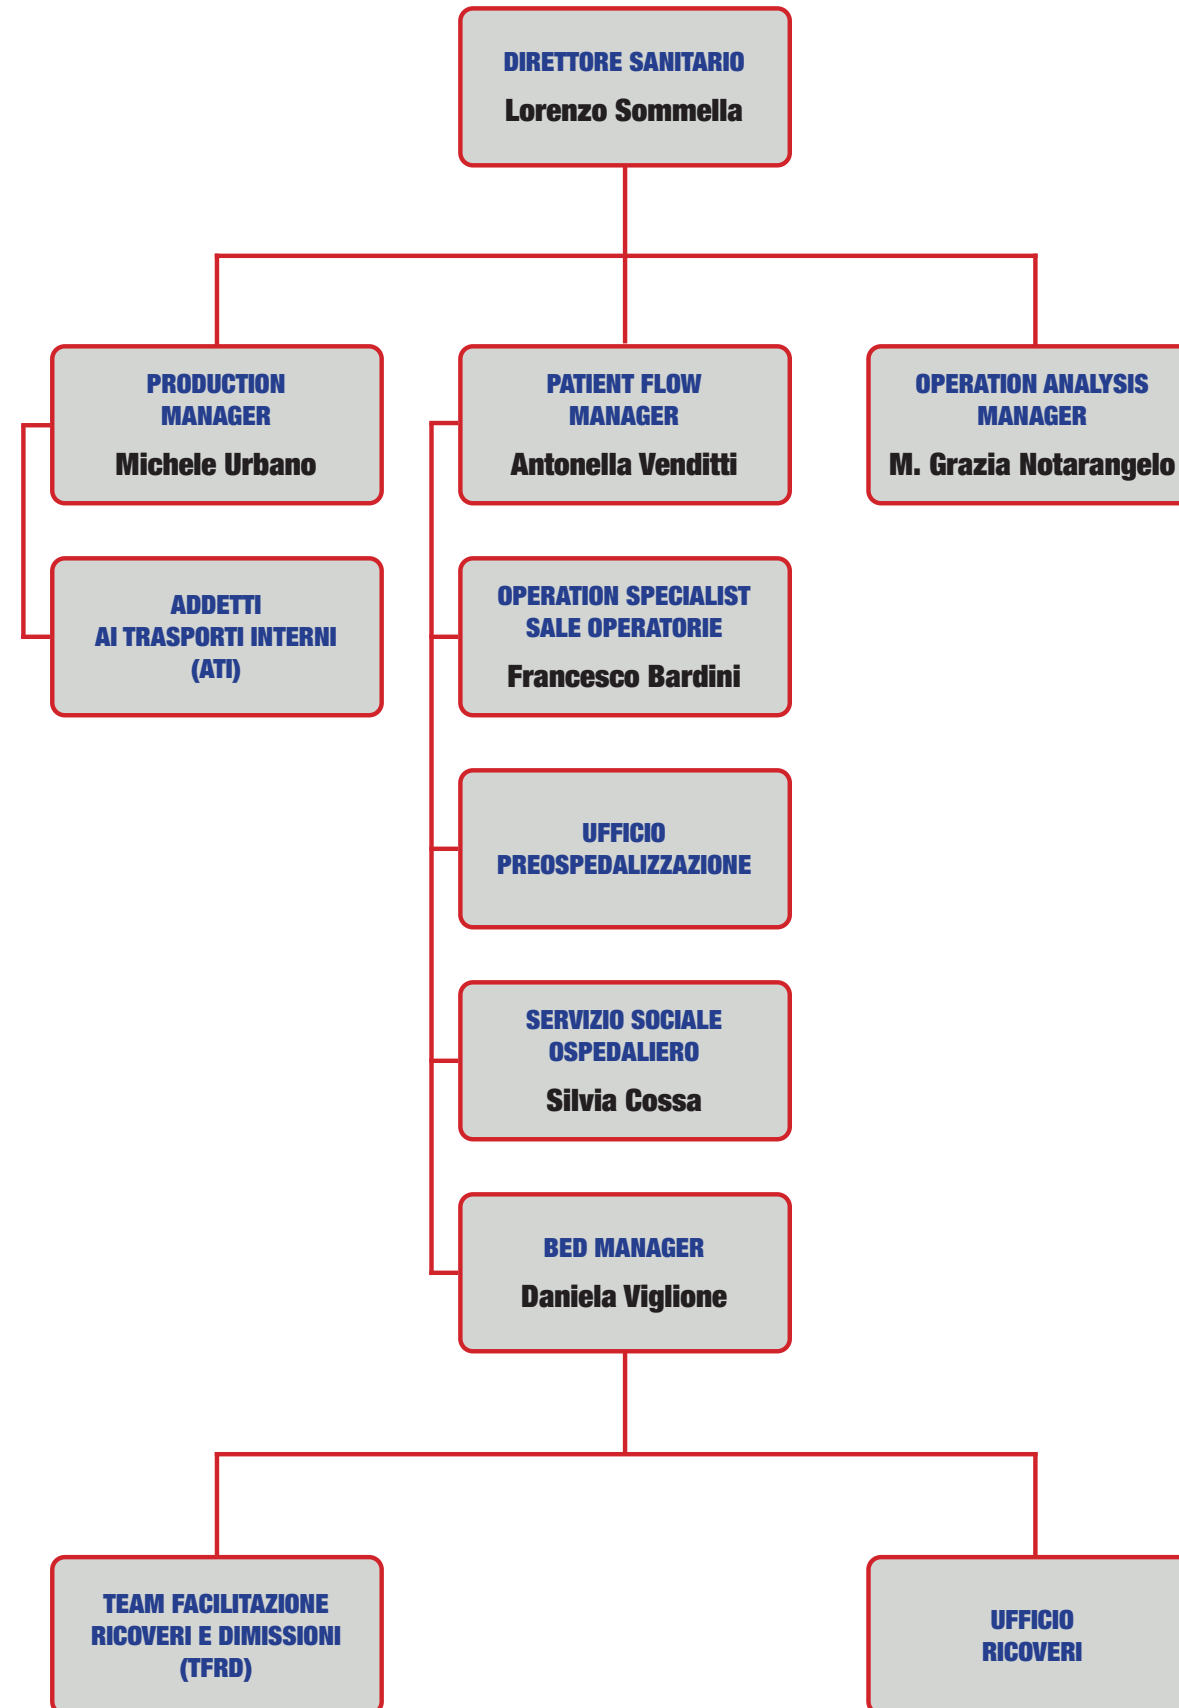 DIRETTORE SANITARIO
Lorenzo Sommella
PRODUCTION
MANAGER
Michele Urbano
PATIENT FLOW
MANAGER
Antonella Venditti
OPERATION ANALYSIS
MANAGER
M. Grazia Notarangelo
ADDETTI
AI TRASPORTI INTERNI
(ATI)
OPERATION SPECIALIST
SALE OPERATORIE
Francesco Bardini
UFFICIO
PREOSPEDALIZZAZIONE
SERVIZIO SOCIALE
OSPEDALIERO
Silvia Cossa
BED MANAGER
Daniela Viglione
TEAM FACILITAZIONE
RICOVERI E DIMISSIONI
(TFRD)
UFFICIO
RICOVERI